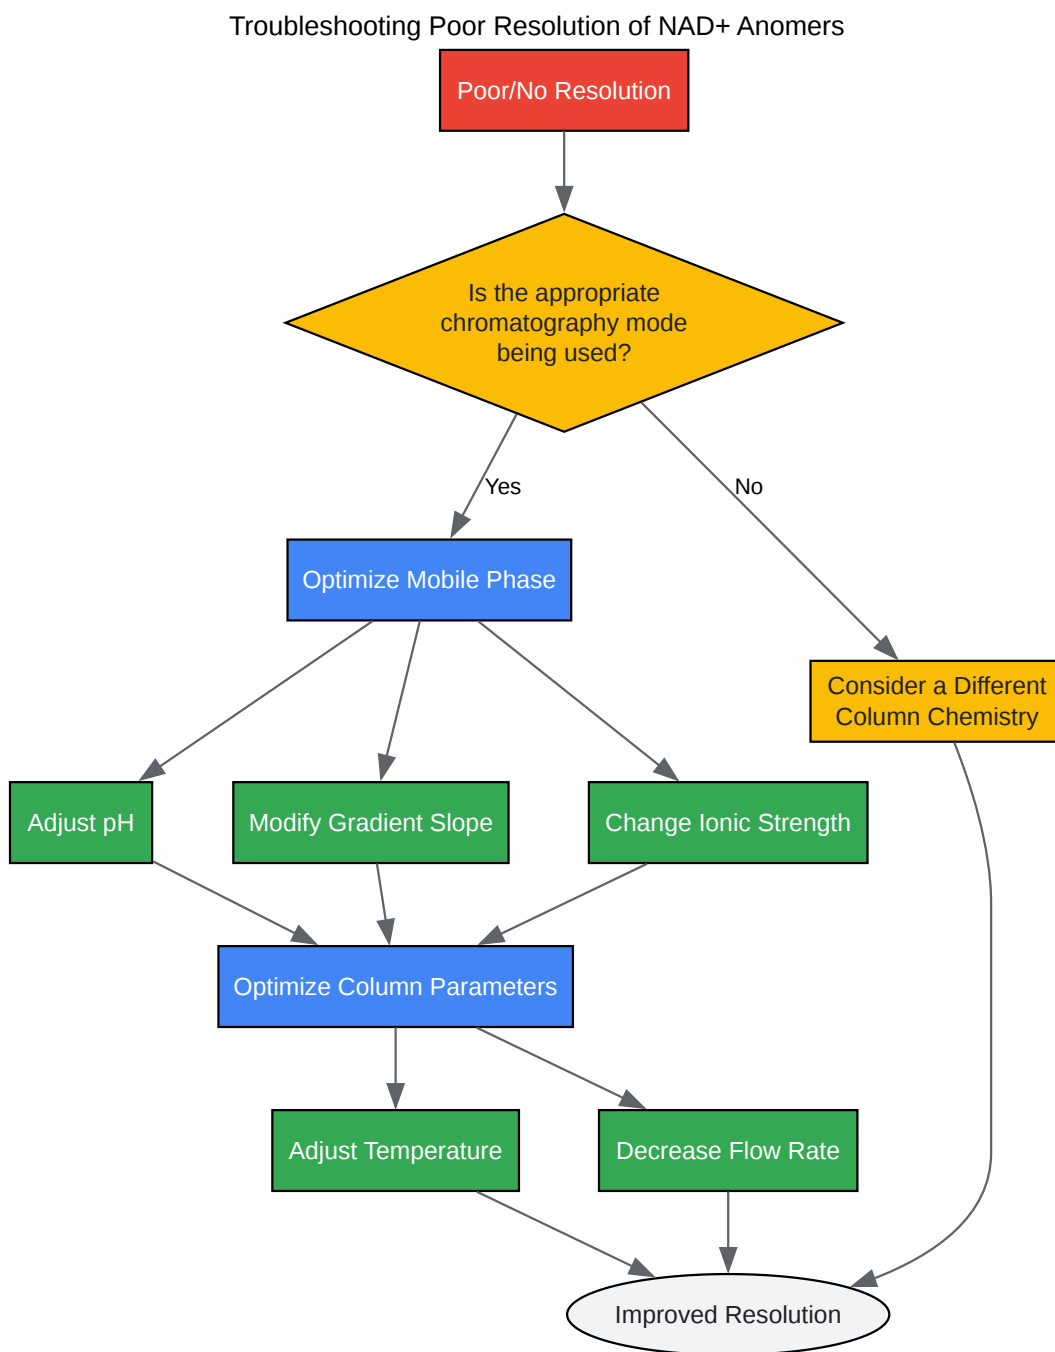 Troubleshooting Poor Resolution of NAD+ Anomers
Poor/No Resolution
Is the appropriate
chromatography mode
being used?
Yes
No
Optimize Mobile Phase
Consider a Different
Column Chemistry
Adjust pH
Modify Gradient Slope
Change Ionic Strength
Optimize Column Parameters
Adjust Temperature
Decrease Flow Rate
Improved Resolution